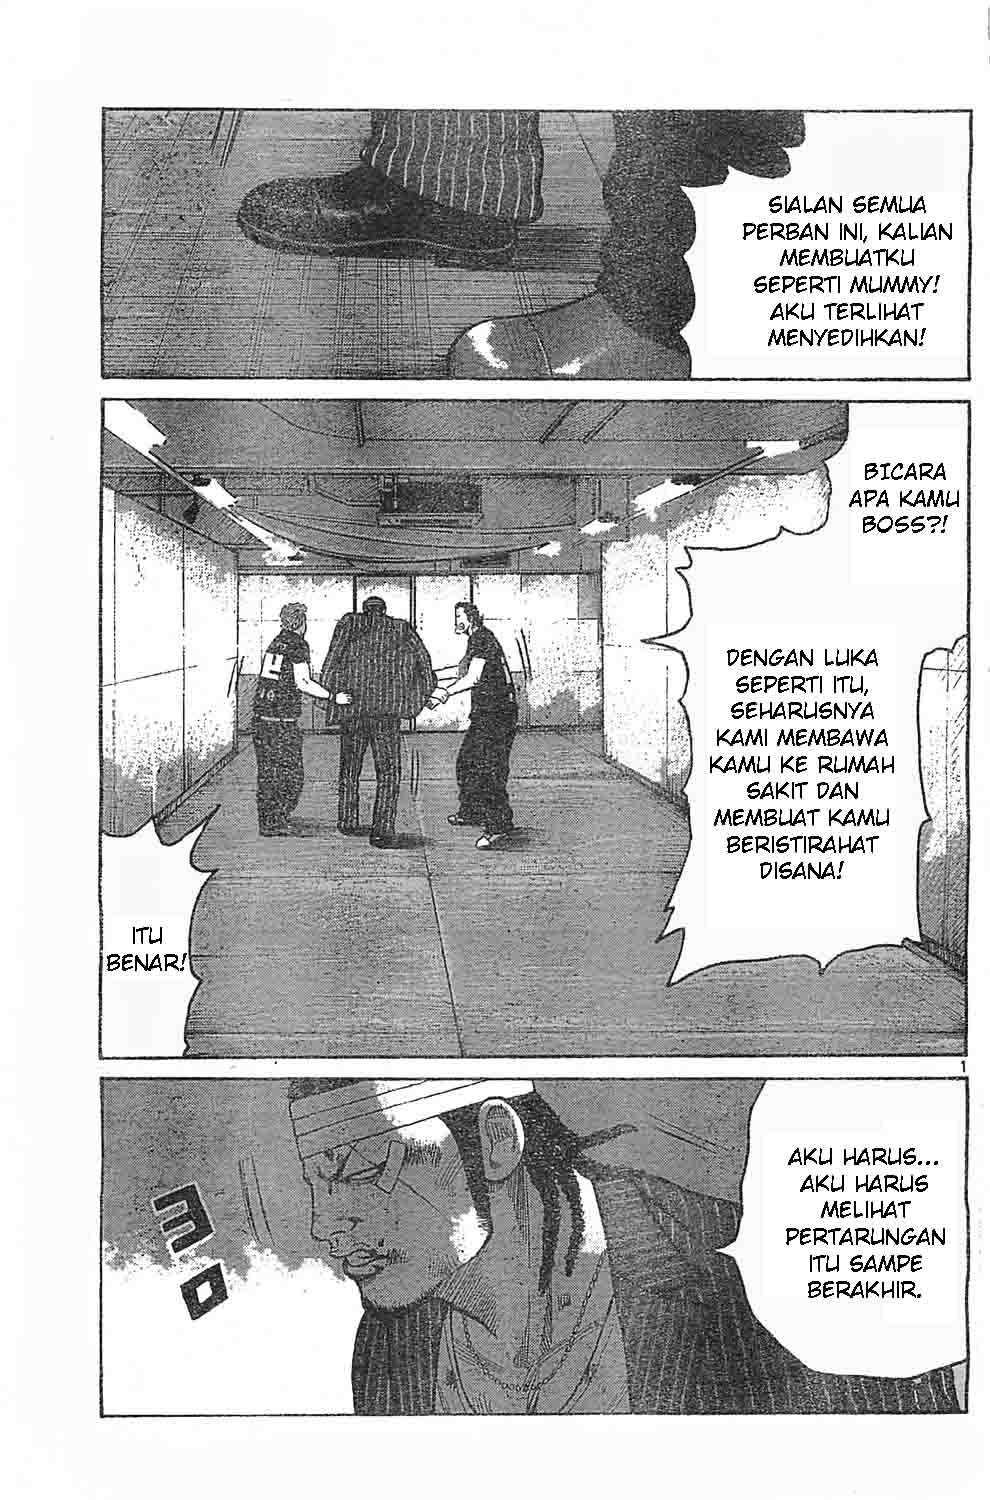 SIALAN SEMUA
PERBAN INI, KALIAN
MEMBUATKU
SEPERTI MUMMY!
AKU TERLIHAT
MENYEDIHKAN!
BICARA
APA KAMU
BOSS?!
DENGAN LUKA
SEPERTI ITU,
SEHARUSNYA
KAMI MEMBAWA
KAMU KE RUMAH
SAKIT DAN
MEMBUAT KAMU
BERISTIRAHAT
DISANA!
ITU
BENAR!
1
AKU HARUS...
AKU HARUS
MELIHAT
PERTARUNGAN
ITU SAMPE
BERAKHIR.